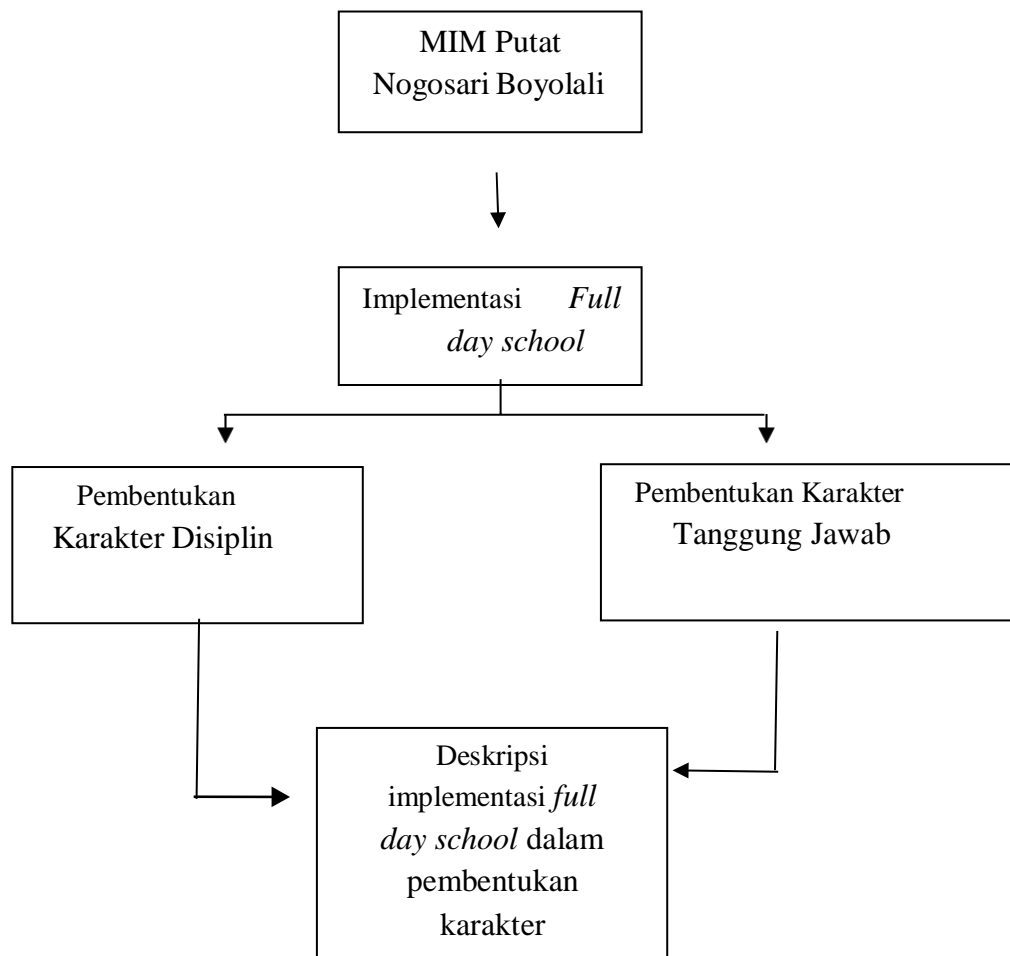 MIM Putat
Nogosari Boyolali
Implementasi Full
day school
Pembentukan
Karakter Disiplin
Pembentukan Karakter
Tanggung Jawab
Deskripsi
implementasi full
day school dalam
pembentukan
karakter